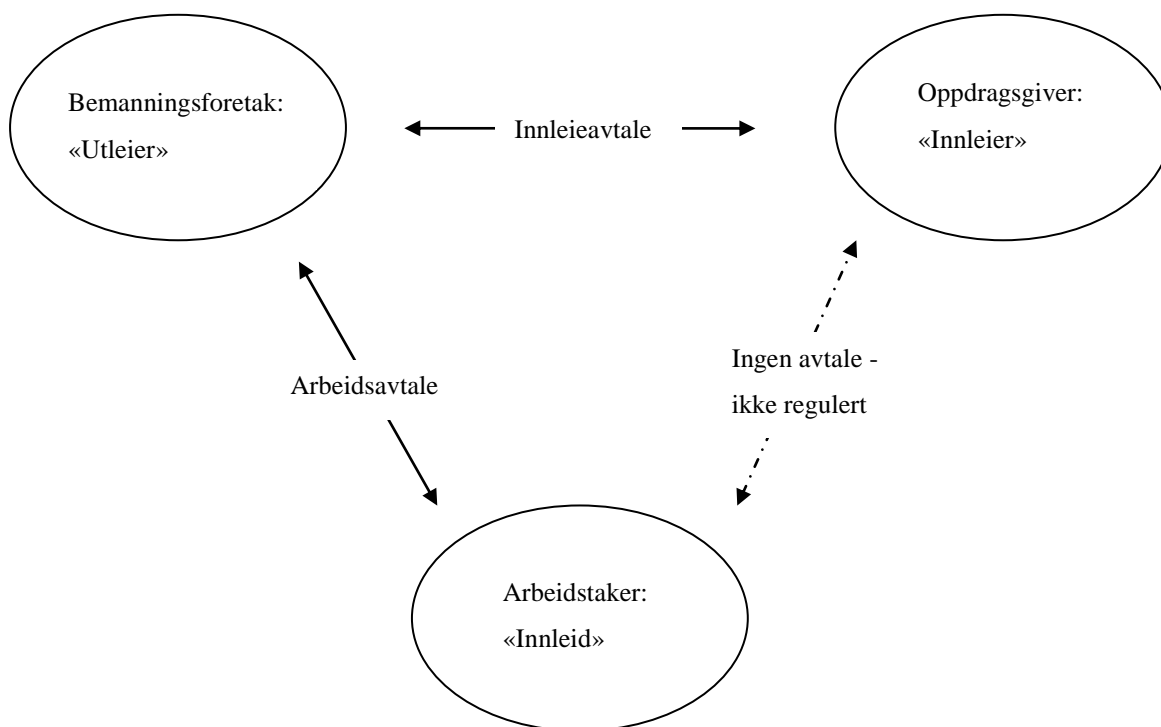 Bemanningsforetak:
«Utleier»
Innleieavtale
Oppdragsgiver:
«Innleier»
Arbeidsavtale
Ingen avtale -
ikke regulert
Arbeidstaker:
«Innleid»